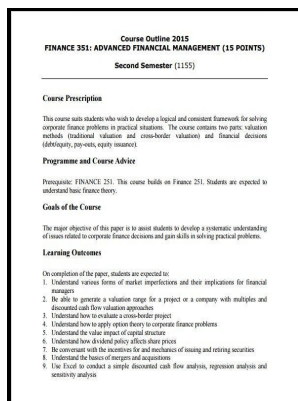 Course Outline 2015
FINANCE 351: ADVANCED FINANCIAL MANAGEMENT (15 POINTS)
Second Semester (1155)
Course Prescription
This course suits students who wish to develop a logical and consistent framework for solving
corporate finance problems in practical situations. The course contains two parts: valuation
methods (traditional valuation and cross-border valuation) and financial decisions
(debt/equity, pay-outs, equity issuance).
Programme and Course Advice
Prerequisite: FINANCE 251. This course builds on Finance 251. Students are expected to
understand basic finance theory.
Goals of the Course
The major objective of this paper is to assist students to develop a systematic understanding
of issues related to corporate finance decisions and gain skills in solving practical problems.
Learning Outcomes
On completion of the paper, students are expected to:
1. Understand various forms of market imperfections and their implications for financial
managers
2. Be able to generate a valuation range for a project or a company with multiples and
discounted cash flow valuation approaches
3. Understand how to evaluate a cross-border project
4. Understand how to apply option theory to corporate finance problems
5. Understand the value impact of capital structure
6. Understand how dividend policy affects share prices
7. Be conversant with the incentives for and mechanics of issuing and retiring securities
8. Understand the basics of mergers and acquisitions
9. Use Excel to conduct a simple discounted cash flow analysis, regression analysis and
sensitivity analysis